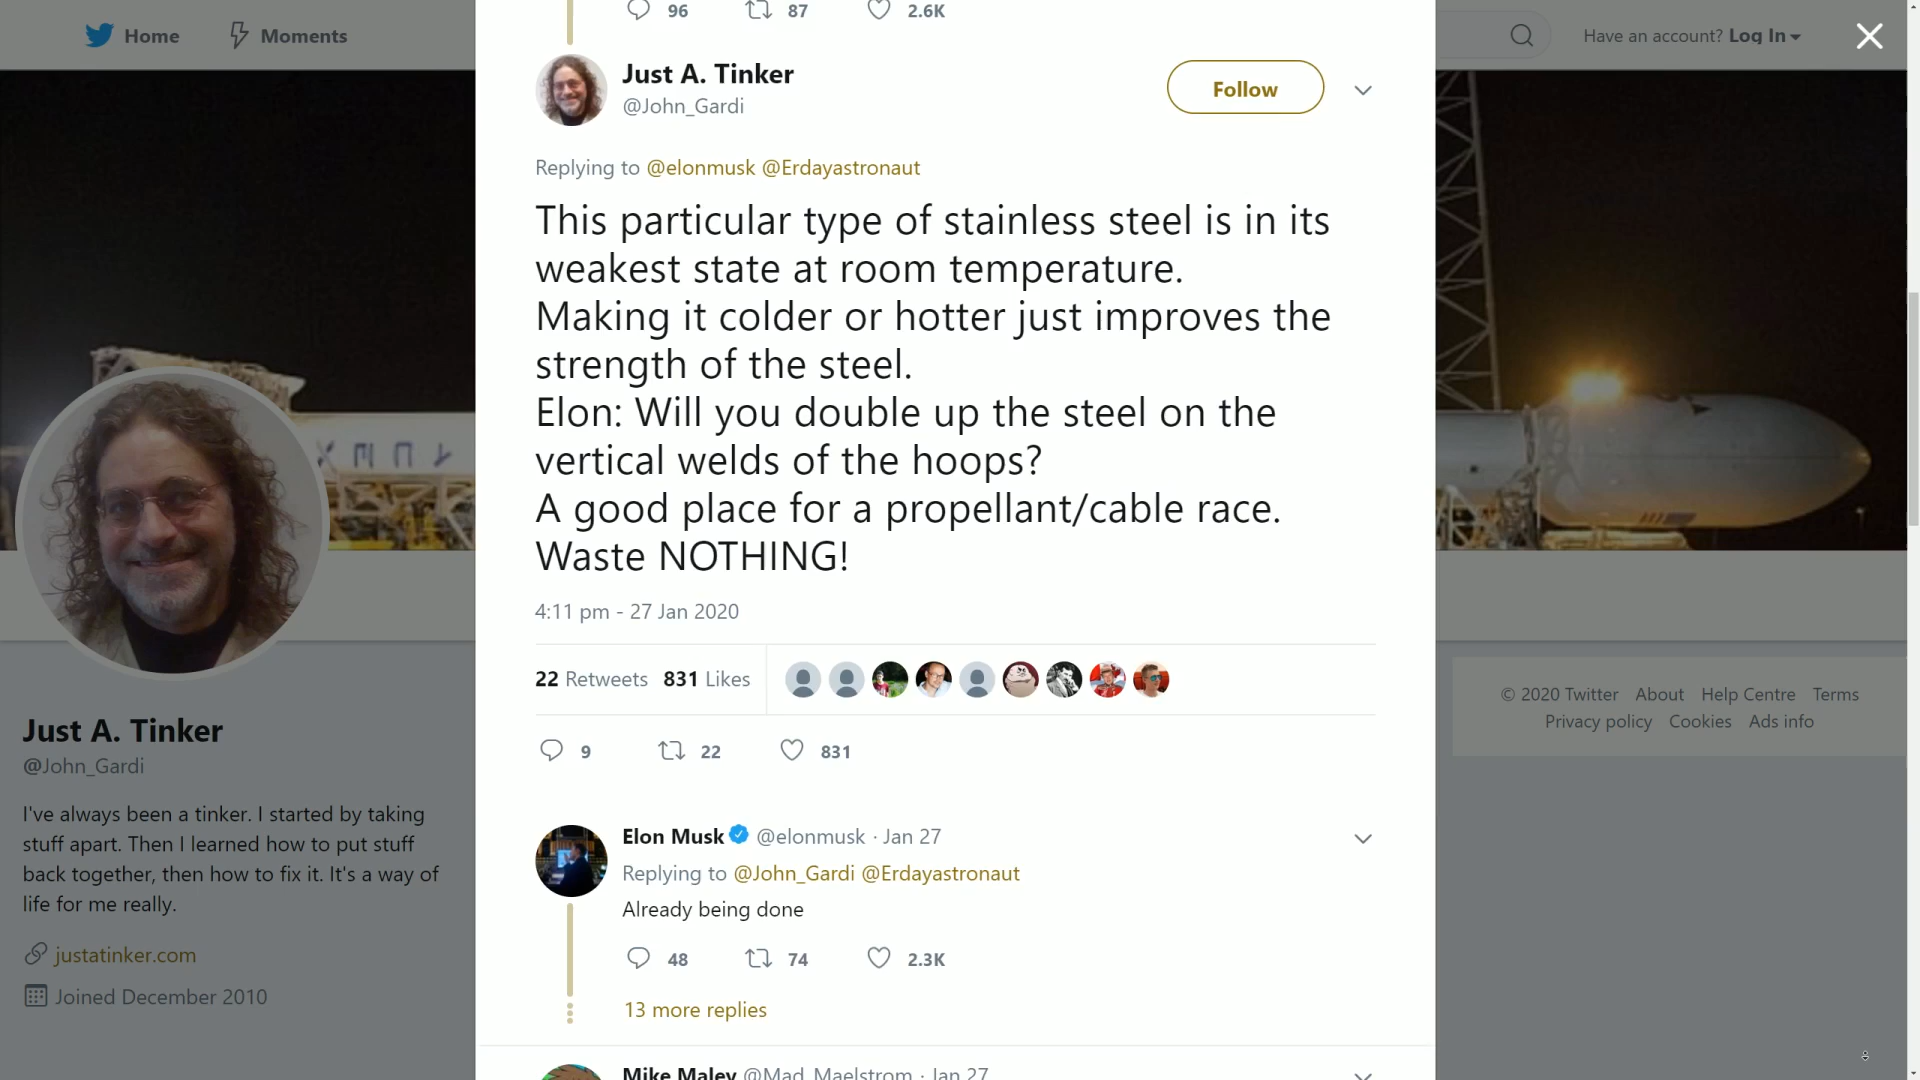 Home
Moments
Have an account? Log In
96 87 2.6K
Just A. Tinker
@John_Gardi
Follow
Replying to @elonmusk @Erdayastronaut
This particular type of stainless steel is in its
weakest state at room temperature.
Making it colder or hotter just improves the
strength of the steel.
Elon: Will you double up the steel on the
vertical welds of the hoops?
A good place for a propellant/cable race.
Waste NOTHING!
4:11 pm - 27 Jan 2020
22 Retweets 831 Likes
9 22 831
Elon Musk @elonmusk · Jan 27
Replying to @John_Gardi @Erdayastronaut
Already being done
48 74 2.3K
13 more replies
Mike Maley @Mad_Maelstrom · Jan 27
Just A. Tinker
@John_Gardi
I've always been a tinker. I started by taking
stuff apart. Then I learned how to put stuff
back together, then how to fix it. It's a way of
life for me really.
justatinker.com
Joined December 2010
© 2020 Twitter About Help Centre Terms
Privacy policy Cookies Ads info